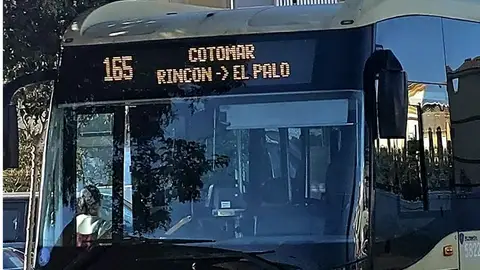 165 COTOMAR
RINCON -> EL PALO